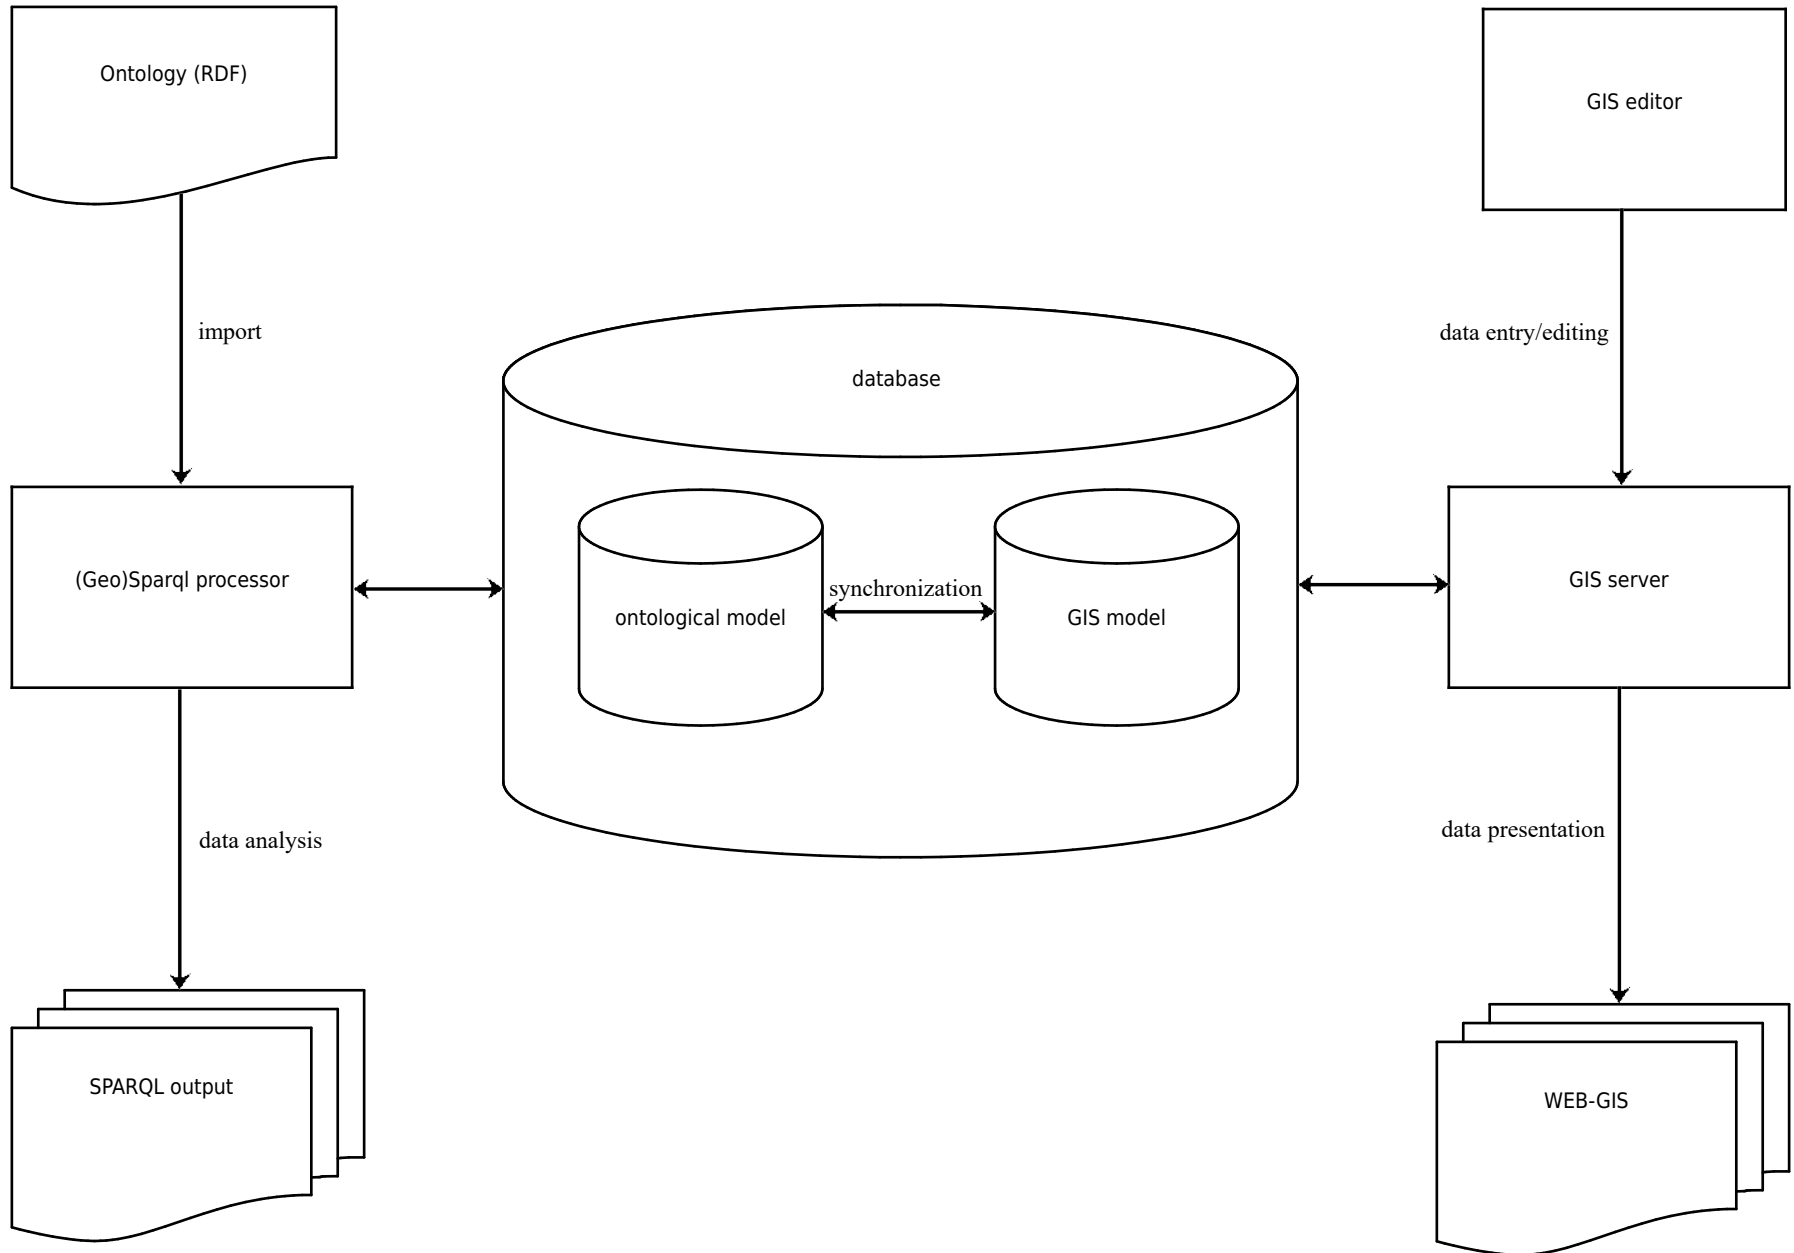 Ontology (RDF)
GIS editor
import
data entry/editing
database
(Geo)Sparql processor
synchronization
ontological model
GIS model
GIS server
data analysis
data presentation
SPARQL output
WEB-GIS